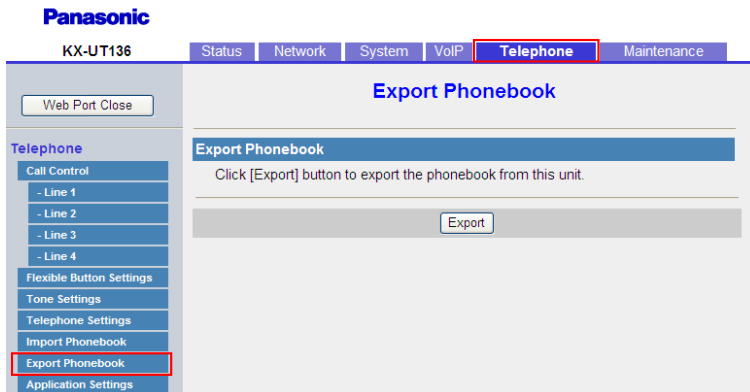 Panasonic
KX-UT136
Status Network System VoIP Telephone Maintenance
Web Port Close
Telephone
Call Control
- Line 1
- Line 2
- Line 3
- Line 4
Flexible Button Settings
Tone Settings
Telephone Settings
Import Phonebook
Export Phonebook
Application Settings
Export Phonebook
Export Phonebook
Click [Export] button to export the phonebook from this unit.
Export